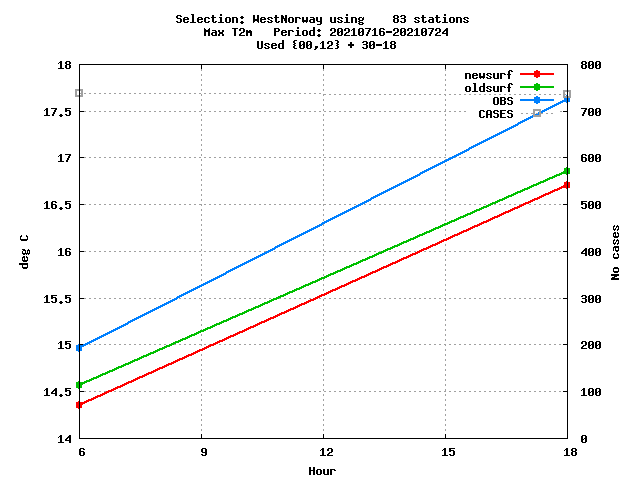 Selection: WestNorway using    83 stations
Max T2m   Period: 20210716-20210724
Used {00,12} + 30-18
newsurf
oldsurf
OBS
CASES
18
17.5
17
16.5
16
15.5
15
14.5
14
800
700
600
500
400
300
200
100
0
deg C
No cases
6 9 12 15 18
Hour